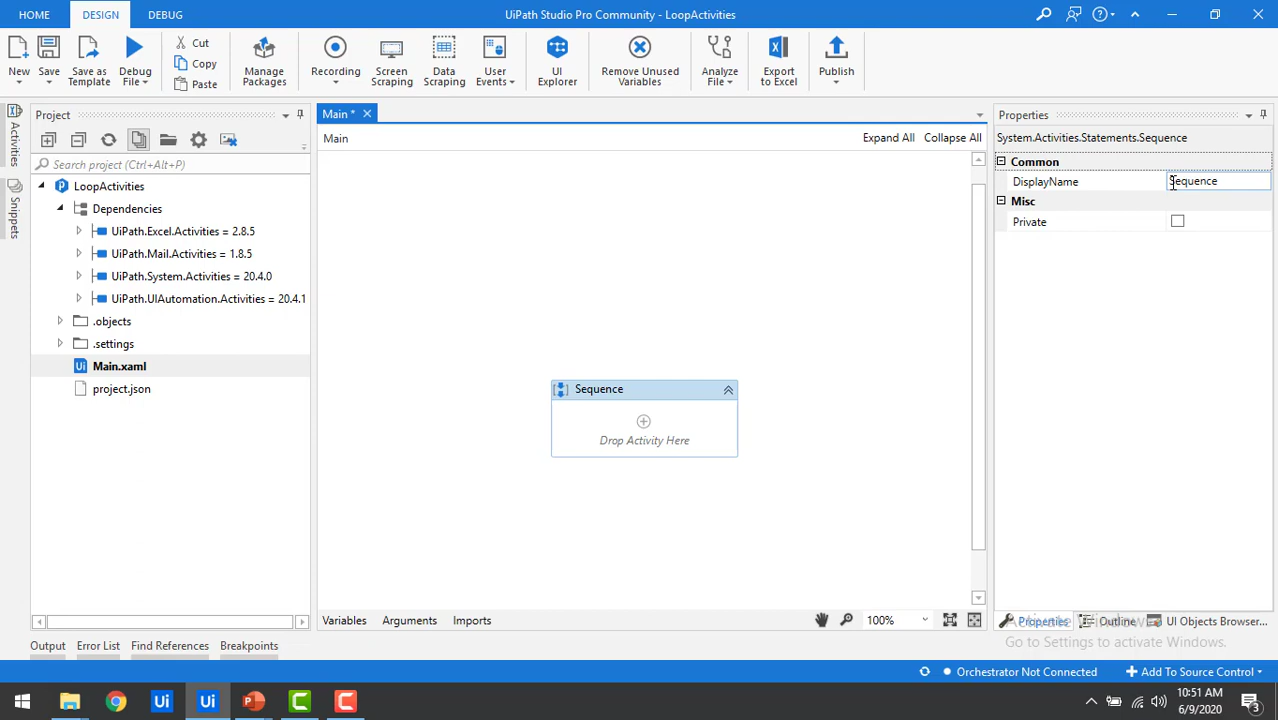 HOME
DESIGN
DEBUG
UiPath Studio Pro Community - LoopActivities
New
Save
Save as Template
Debug File
Cut
Copy
Paste
Manage Packages
Recording
Screen Scraping
Data Scraping
User Events
UI Explorer
Remove Unused Variables
Analyze File
Export to Excel
Publish
Activities
Snippets
Project
Search project (Ctrl+Alt+P)
LoopActivities
Dependencies
UiPath.Excel.Activities = 2.8.5
UiPath.Mail.Activities = 1.8.5
UiPath.System.Activities = 20.4.0
UiPath.UIAutomation.Activities = 20.4.1
.objects
.settings
Main.xaml
project.json
Main *
Main
Expand All
Collapse All
Sequence
Drop Activity Here
Variables
Arguments
Imports
100%
Properties
System.Activities.Statements.Sequence
Common
DisplayName
Sequence
Misc
Private
Properties
Outline
UI Objects Browser...
Activate Windows
Go to Settings to activate Windows.
Output
Error List
Find References
Breakpoints
Orchestrator Not Connected
Add To Source Control
10:51 AM
6/9/2020
3